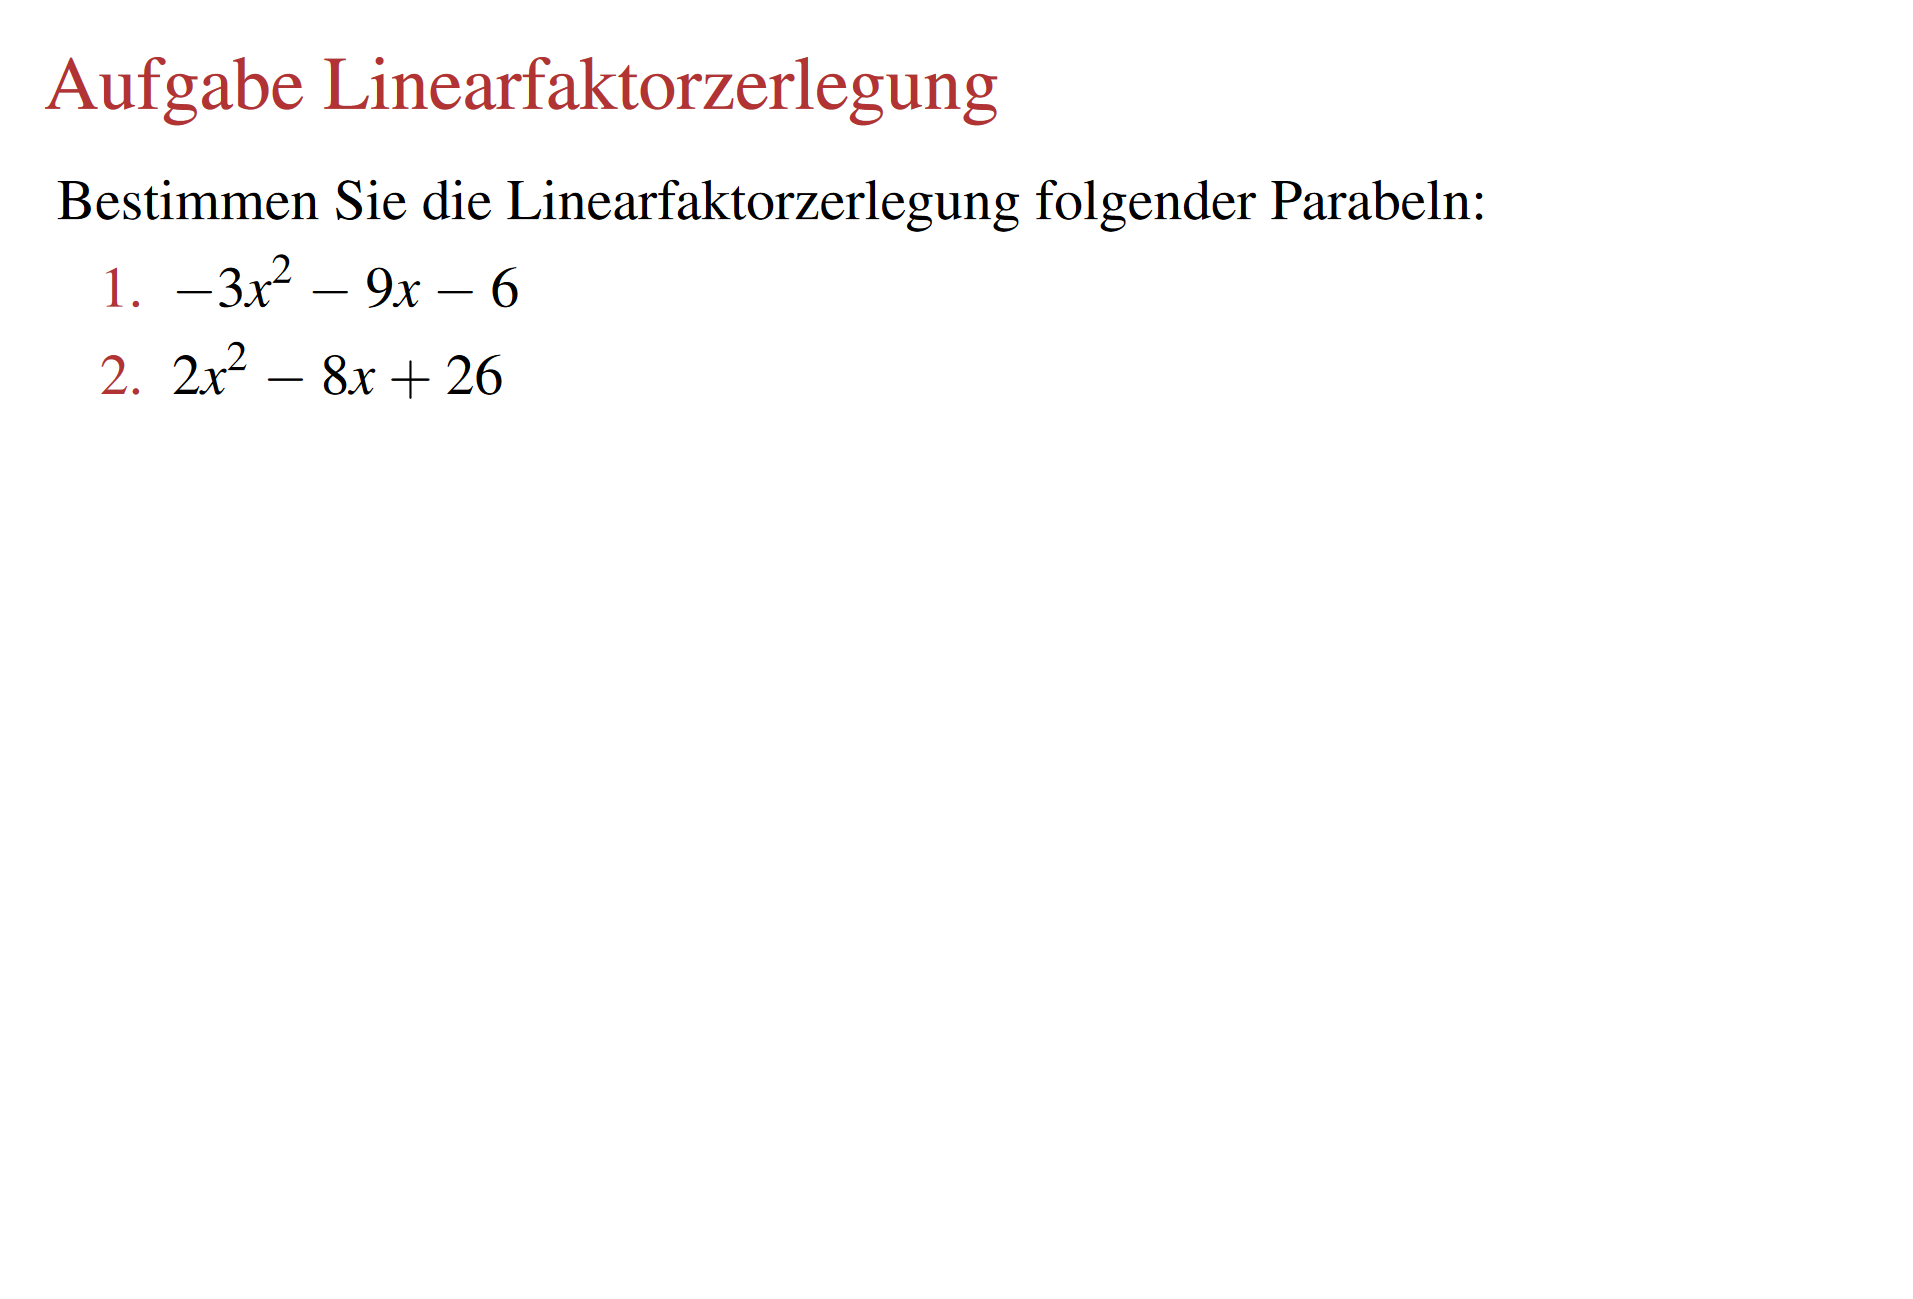 Aufgabe Linearfaktorzerlegung
Bestimmen Sie die Linearfaktorzerlegung folgender Parabeln:
1. −3x² − 9x − 6
2. 2x² − 8x + 26